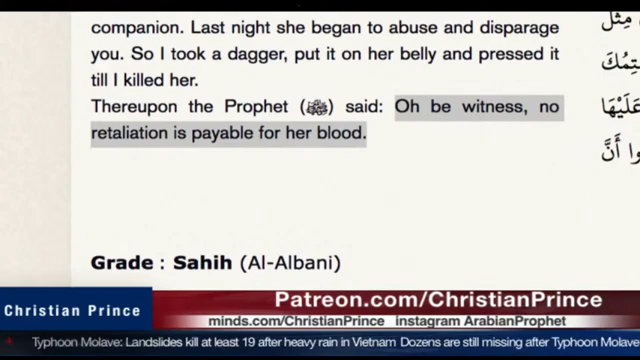 companion. Last night she began to abuse and disparage
you. So I took a dagger, put it on her belly and pressed it
till I killed her.
Thereupon the Prophet (ﷺ) said: Oh be witness, no
retaliation is payable for her blood.
Grade : Sahih (Al-Albani)
مِثْلَ
عَلَيْهَا
Christian Prince
Patreon.com/ChristianPrince
minds.com/ChristianPrince instagram ArabianProphet
Typhoon Molave: Landslides kill at least 19 after heavy rain in Vietnam Dozens are still missing after Typhoon Molave